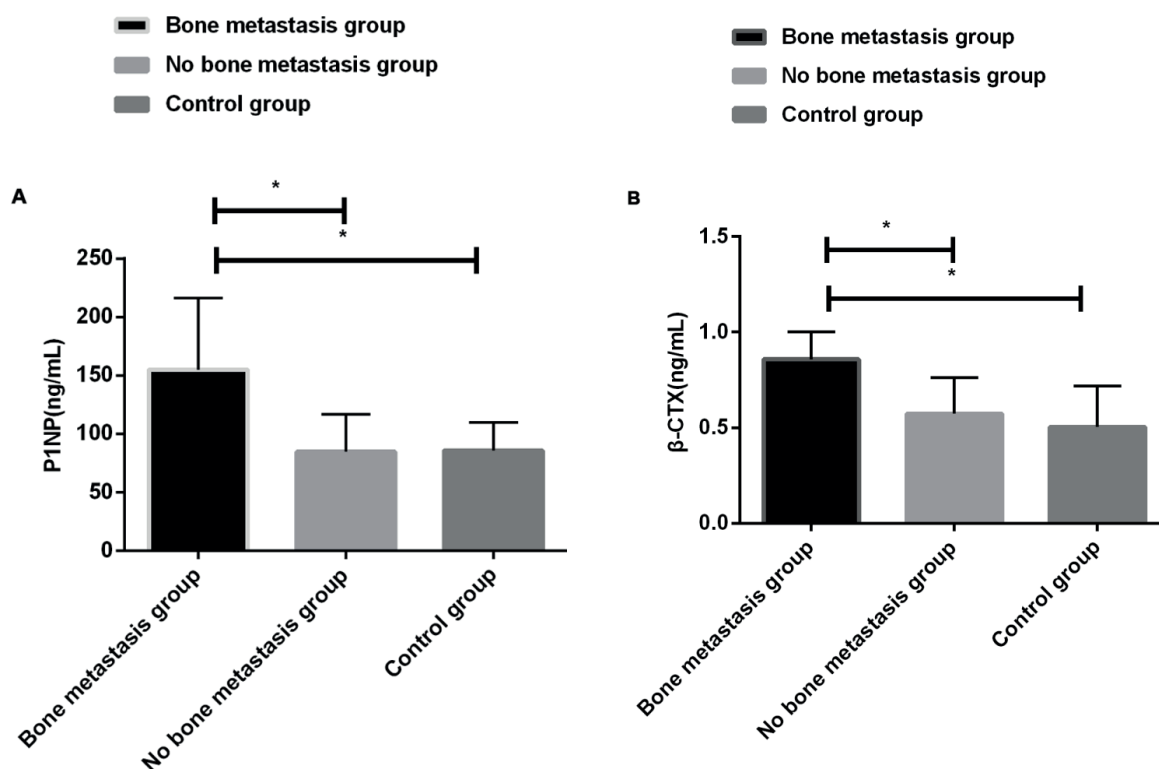 Bone metastasis group
No bone metastasis group
Control group
A
*
*
250
200
150
100
50
0
P1NP(ng/mL)
Bone metastasis group
No bone metastasis group
Control group
Bone metastasis group
No bone metastasis group
Control group
B
*
*
1.5
1.0
0.5
0.0
β-CTX(ng/mL)
Bone metastasis group
No bone metastasis group
Control group